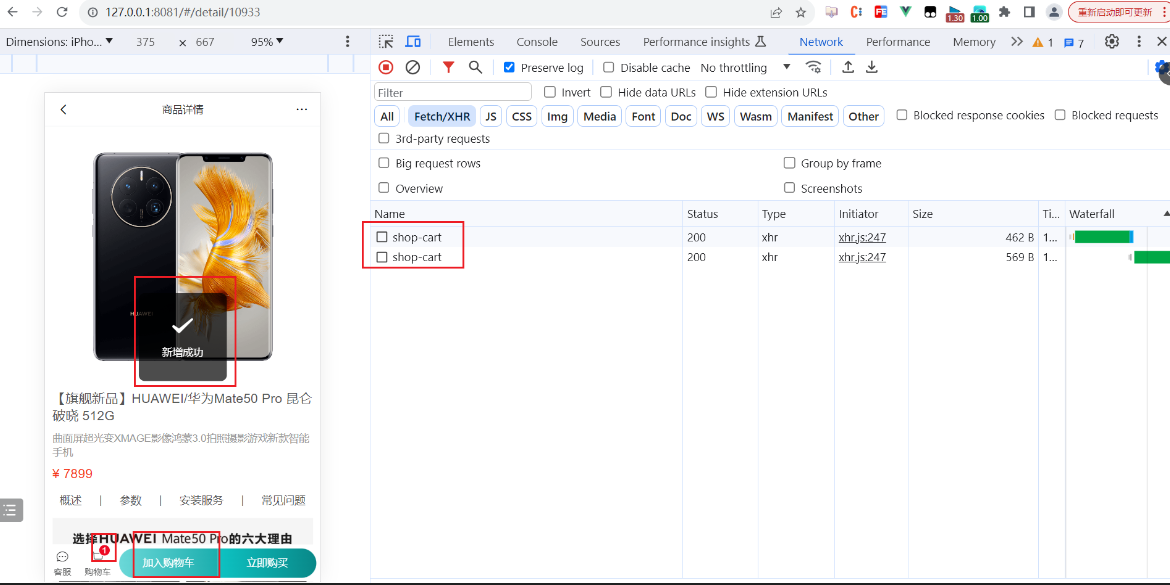 127.0.0.1:8081/#/detail/10933
1.30
1.00
重新启动即可更新
Dimensions: iPho...
375
×
667
95%
Elements
Console
Sources
Performance insights
Network
Performance
Memory
1
7
Preserve log
Disable cache
No throttling
Filter
Invert
Hide data URLs
Hide extension URLs
All
Fetch/XHR
JS
CSS
Img
Media
Font
Doc
WS
Wasm
Manifest
Other
Blocked response cookies
Blocked requests
3rd-party requests
Big request rows
Group by frame
Overview
Screenshots
Name
Status
Type
Initiator
Size
Ti...
Waterfall
shop-cart
200
xhr
xhr.js:247
462 B
1...
shop-cart
200
xhr
xhr.js:247
569 B
1...
商品详情
HUAWEI
新增成功
【旗舰新品】HUAWEI/华为Mate50 Pro 昆仑
破晓 512G
曲面屏超光变XMAGE影像鸿蒙3.0拍照摄影游戏新款智能
手机
¥ 7899
概述 | 参数 | 安装服务 | 常见问题
选择HUAWEI Mate50 Pro的六大理由
客服
1
购物车
加入购物车
立即购买